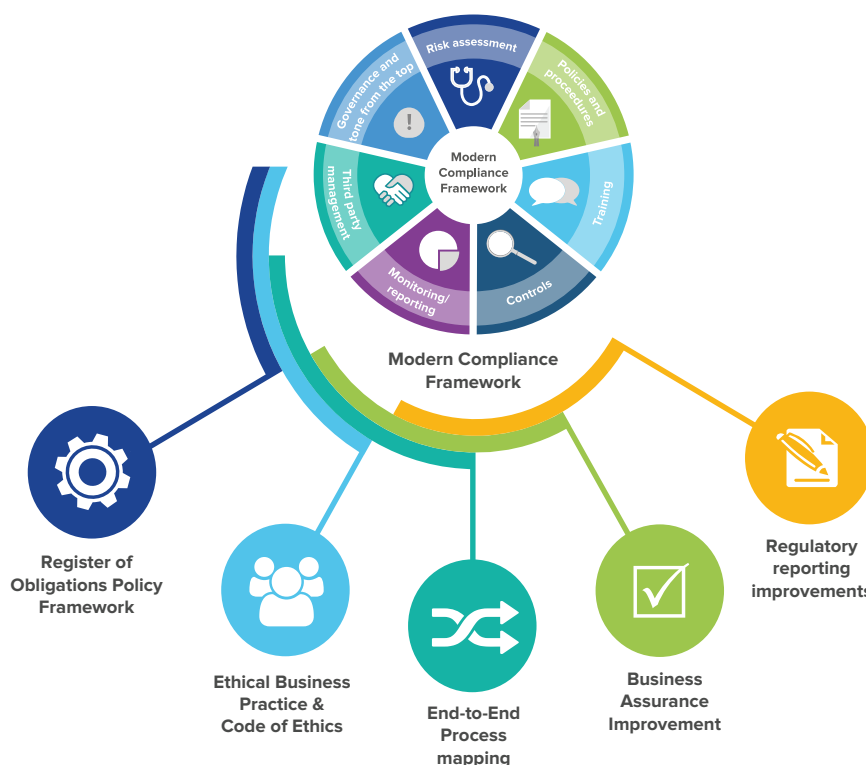 Risk assessment
Policies and
proceedures
Training
Controls
Monitoring/
reporting
Third party
management
Governance and
tone from the top
Modern
Compliance
Framework
Modern Compliance
Framework
Register of
Obligations Policy
Framework
Ethical Business
Practice &
Code of Ethics
End-to-End
Process
mapping
Business
Assurance
Improvement
Regulatory
reporting
improvements